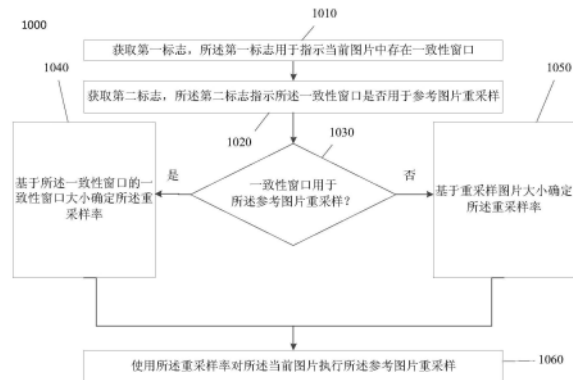 1000
1010
获取第一标志，所述第一标志用于指示当前图片中存在一致性窗口
获取第二标志，所述第二标志指示所述一致性窗口是否用于参考图片重采样
1040
1050
1020
1030
基于所述一致性窗口的一
致性窗口大小确定所述重
采样率
是
一致性窗口用于
所述参考图片重采样？
否
基于重采样图片大小确定
所述重采样率
使用所述重采样率对所述当前图片执行所述参考图片重采样
1060